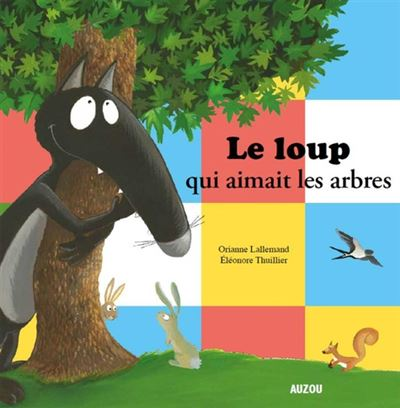 Le loup
qui aimait les arbres
Orianne Lallemand
Éléonore Thuillier
AUZOU